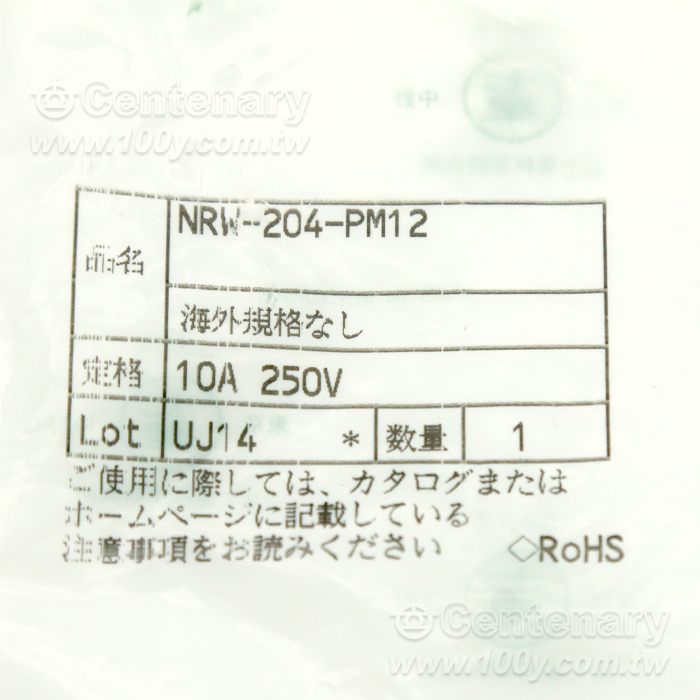 Centenary
www.100y.com.tw
品名 NRW-204-PM12
海外規格なし
定格 10A 250V
Lot UJ14 * 数量 1
ご使用に際しては、カタログまたは
ホームページに記載している
注意事項をお読みください ◇RoHS
Centenary
www.100y.com.tw